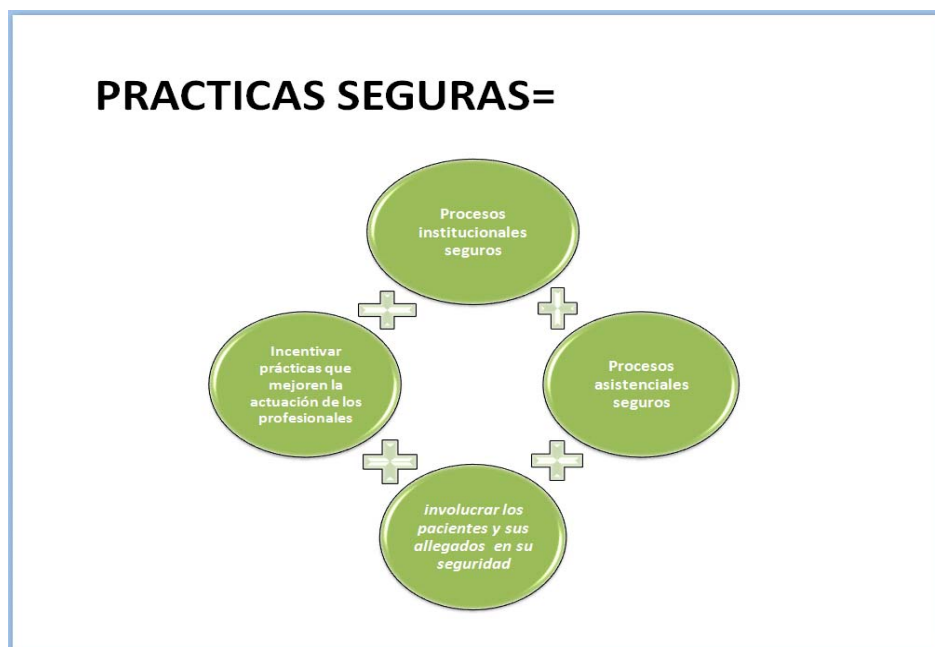 PRACTICAS SEGURAS=
Procesos
institucionales
seguros
Incentivar
prácticas que
mejoren la
actuación de los
profesionales
Procesos
asistenciales
seguros
involucrar los
pacientes y sus
allegados en su
seguridad